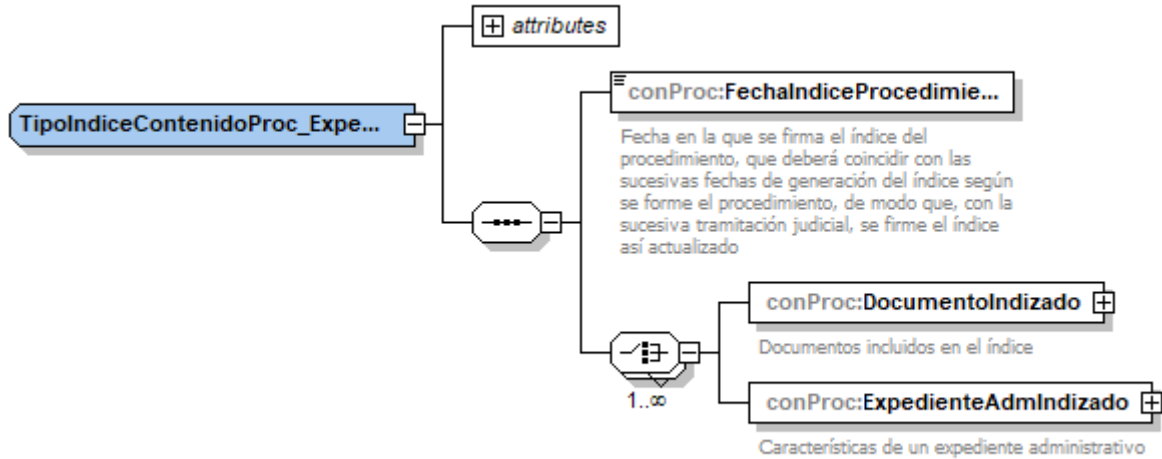 attributes
TipoIndiceContenidoProc_Expe...
conProc:FechaIndiceProcedimie...
Fecha en la que se firma el índice del
procedimiento, que deberá coincidir con las
sucesivas fechas de generación del índice según
se forme el procedimiento, de modo que, con la
sucesiva tramitación judicial, se firme el índice
así actualizado
conProc:DocumentoIndizado
Documentos incluidos en el índice
1..∞
conProc:ExpedienteAdmIndizado
Características de un expediente administrativo